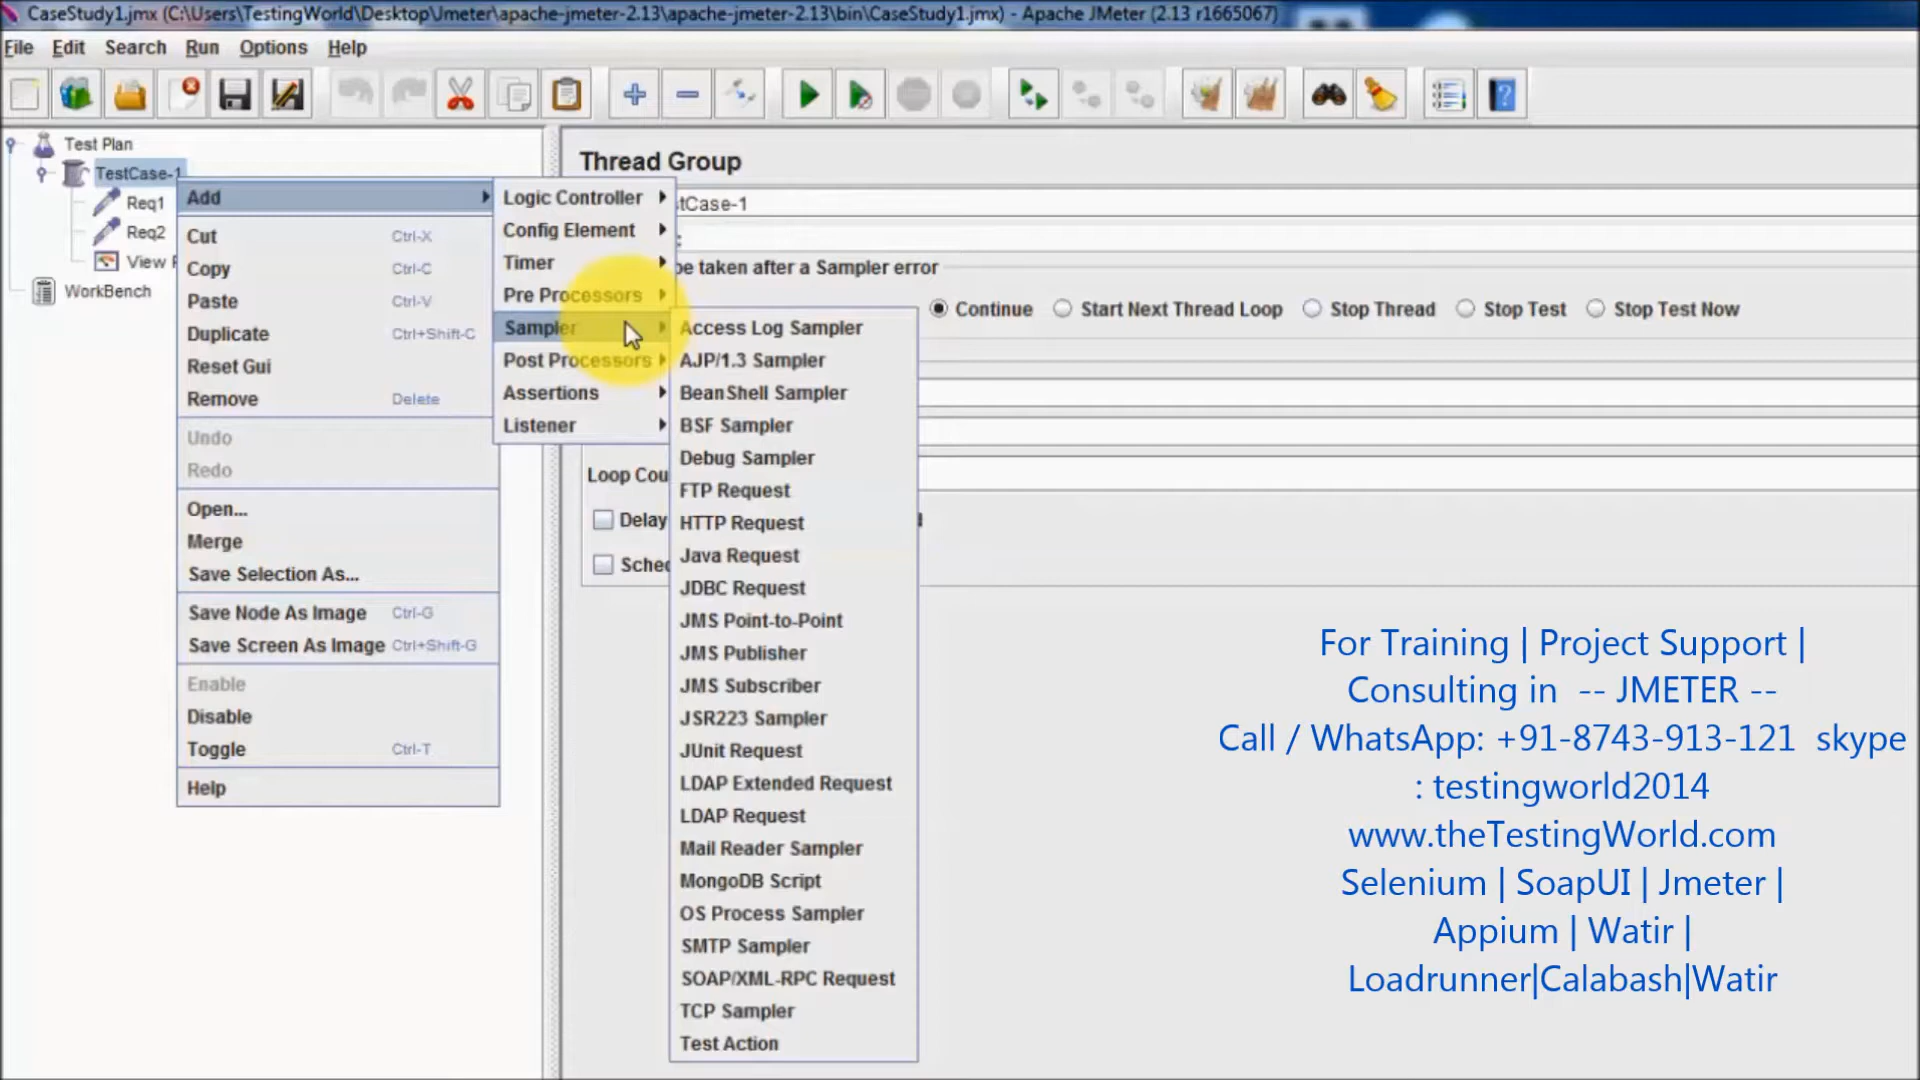 CaseStudy1.jmx (C:\Users\TestingWorld\Desktop\Jmeter\apache-jmeter-2.13\apache-jmeter-2.13\bin\CaseStudy1.jmx) - Apache JMeter (2.13 r1665067)
File Edit Search Run Options Help
Test Plan
TestCase-1
Req1
Req2
View
WorkBench
Add
Cut Ctrl-X
Copy Ctrl-C
Paste Ctrl-V
Duplicate Ctrl+Shift-C
Reset Gui
Remove Delete
Undo
Redo
Open...
Merge
Save Selection As...
Save Node As Image Ctrl-G
Save Screen As Image Ctrl+Shift-G
Enable
Disable
Toggle Ctrl-T
Help
Logic Controller
Config Element
Timer
Pre Processors
Sampler
Post Processors
Assertions
Listener
Access Log Sampler
AJP/1.3 Sampler
BeanShell Sampler
BSF Sampler
Debug Sampler
FTP Request
HTTP Request
Java Request
JDBC Request
JMS Point-to-Point
JMS Publisher
JMS Subscriber
JSR223 Sampler
JUnit Request
LDAP Extended Request
LDAP Request
Mail Reader Sampler
MongoDB Script
OS Process Sampler
SMTP Sampler
SOAP/XML-RPC Request
TCP Sampler
Test Action
Thread Group
tCase-1
be taken after a Sampler error
Continue Start Next Thread Loop Stop Thread Stop Test Stop Test Now
Loop Cou
Delay
Sched
For Training | Project Support |
Consulting in -- JMETER --
Call / WhatsApp: +91-8743-913-121 skype
: testingworld2014
www.theTestingWorld.com
Selenium | SoapUI | Jmeter |
Appium | Watir |
Loadrunner|Calabash|Watir